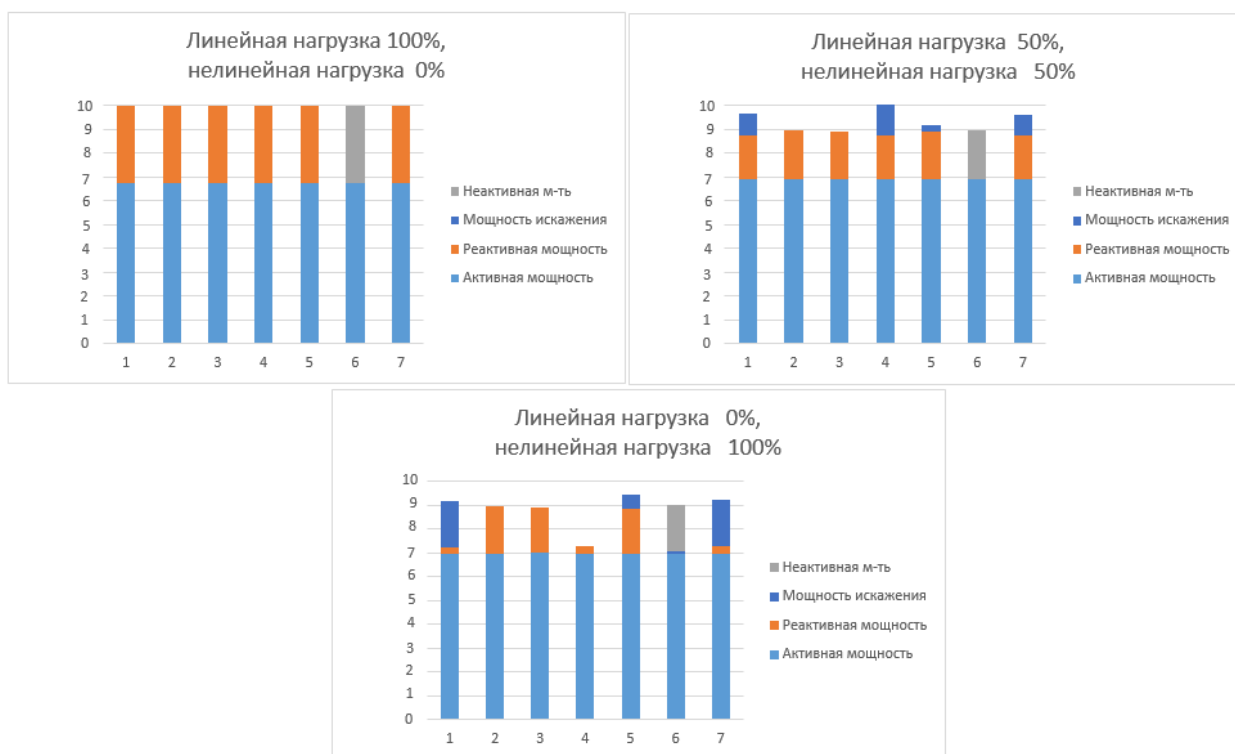 Линейная нагрузка 100%,
нелинейная нагрузка 0%
10
9
8
7
6
5
4
3
2
1
0
1 2 3 4 5 6 7
Неактивная м-ть
Мощность искажения
Реактивная мощность
Активная мощность
Линейная нагрузка 50%,
нелинейная нагрузка 50%
10
9
8
7
6
5
4
3
2
1
0
1 2 3 4 5 6 7
Неактивная м-ть
Мощность искажения
Реактивная мощность
Активная мощность
Линейная нагрузка 0%,
нелинейная нагрузка 100%
10
9
8
7
6
5
4
3
2
1
0
1 2 3 4 5 6 7
Неактивная м-ть
Мощность искажения
Реактивная мощность
Активная мощность